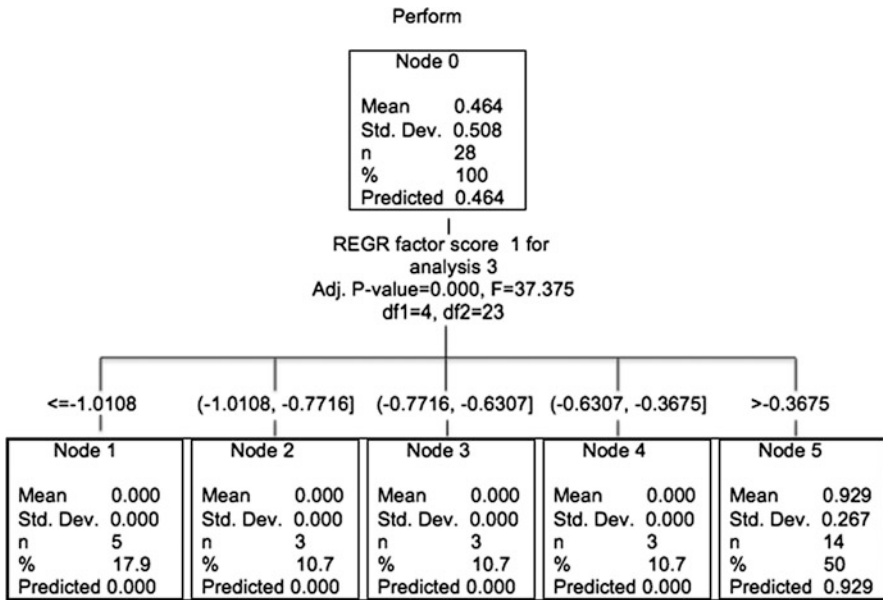 Perform
Node 0
Mean 0.464
Std. Dev. 0.508
n 28
% 100
Predicted 0.464
REGR factor score 1 for
analysis 3
Adj. P-value=0.000, F=37.375
df1=4, df2=23
<=-1.0108
(-1.0108, -0.7716]
(-0.7716, -0.6307]
(-0.6307, -0.3675]
>-0.3675
Node 1
Mean 0.000
Std. Dev. 0.000
n 5
% 17.9
Predicted 0.000
Node 2
Mean 0.000
Std. Dev. 0.000
n 3
% 10.7
Predicted 0.000
Node 3
Mean 0.000
Std. Dev. 0.000
n 3
% 10.7
Predicted 0.000
Node 4
Mean 0.000
Std. Dev. 0.000
n 3
% 10.7
Predicted 0.000
Node 5
Mean 0.929
Std. Dev. 0.267
n 14
% 50
Predicted 0.929